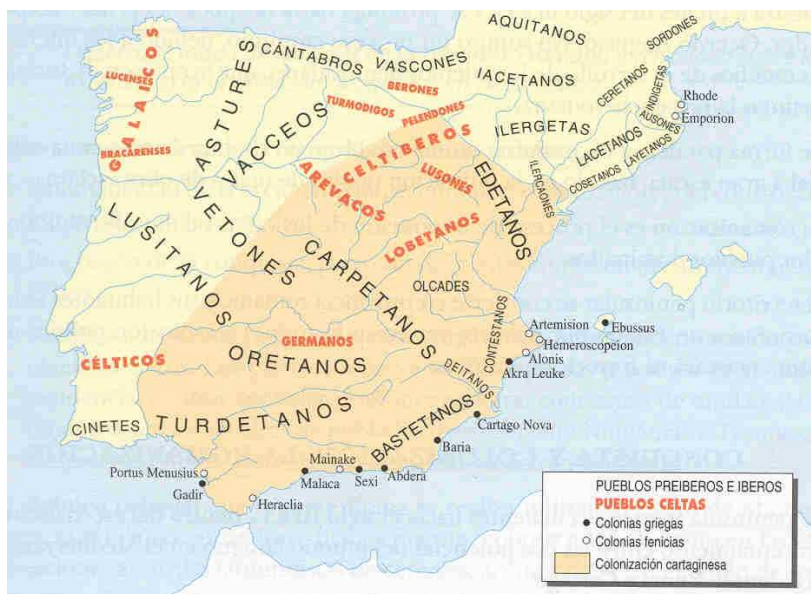 AQUITANOS
SORDONES
CÁNTABROS
VASCONES
IACETANOS
CERETANOS
INDIGETAS
Rhode
Emporion
GALAICOS
LUCENSES
BRACARENSES
ASTURES
BERONES
TURMODIGOS
PELENDONES
VACCEOS
ILERGETAS
AUSONES
LACETANOS
LAYETANOS
COSETANOS
ILERCAONES
CELTIBEROS
AREVACOS
LUSONES
EDETANOS
LOBETANOS
VETONES
LUSITANOS
CARPETANOS
OLCADES
CONTESTANOS
Artemision
Hemeroscopeion
Ebussus
Alonis
Akra Leuke
GERMANOS
ORETANOS
CÉLTICOS
DEITANOS
CINETES
TURDETANOS
BASTETANOS
Cartago Nova
Baria
Portus Menusius
Gadir
Mainake
Malaca
Sexi
Abdera
Heraclia
PUEBLOS PREIBEROS E IBEROS
PUEBLOS CELTAS
Colonias griegas
Colonias fenicias
Colonización cartaginesa